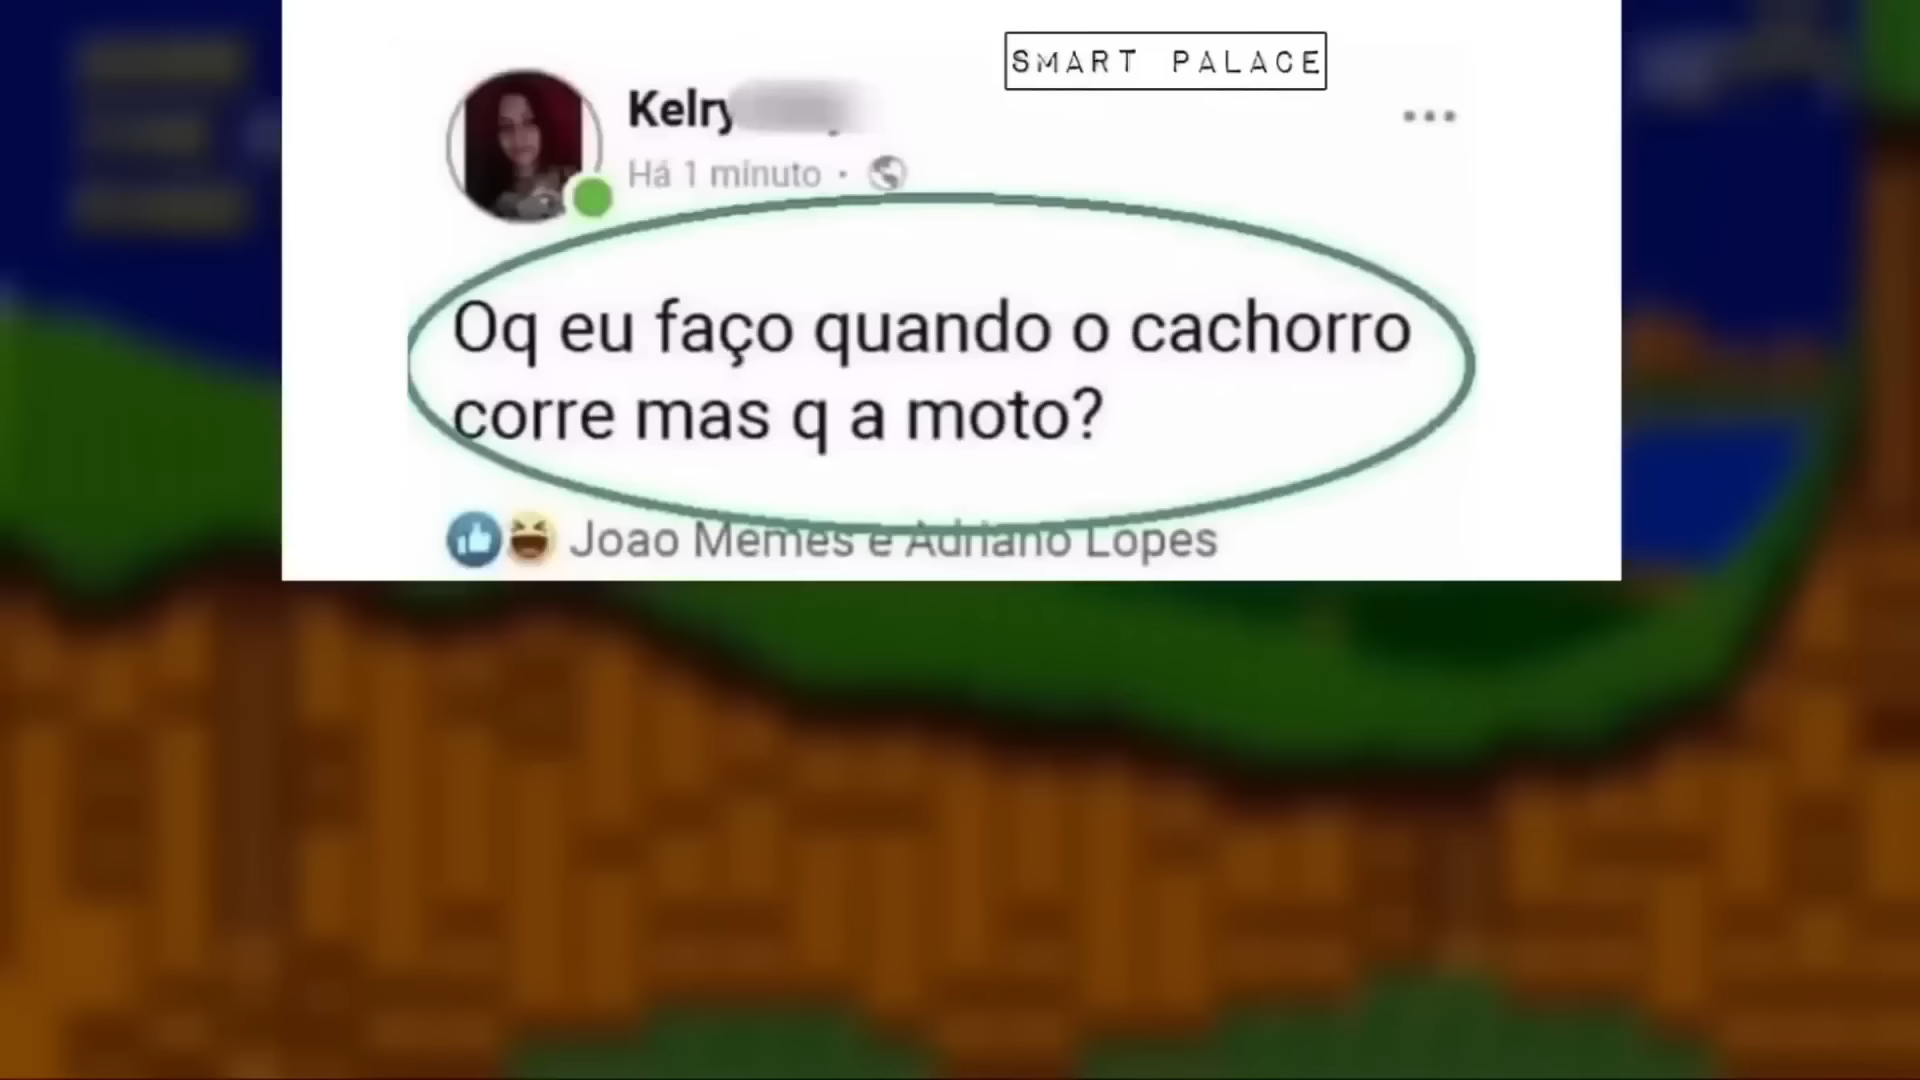 SMART PALACE
Kelry
Há 1 minuto ·
Oq eu faço quando o cachorro
corre mas q a moto?
Joao Memes e Adriano Lopes